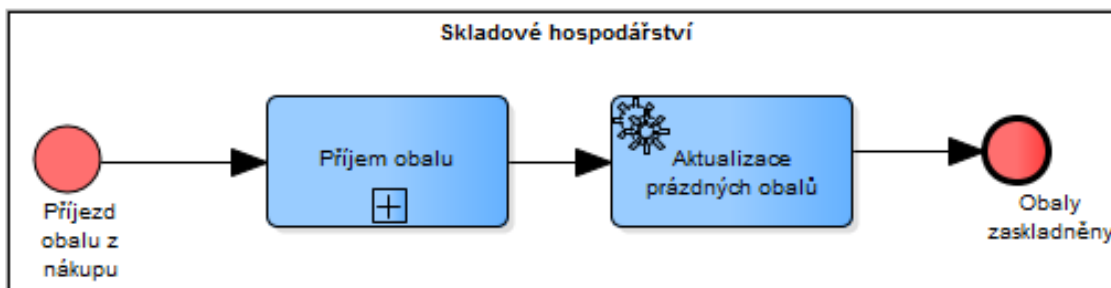 Skladové hospodářství
Příjezd
obalu z
nákupu
Příjem obalu
Aktualizace
prázdných obalů
Obaly
zaskladněny